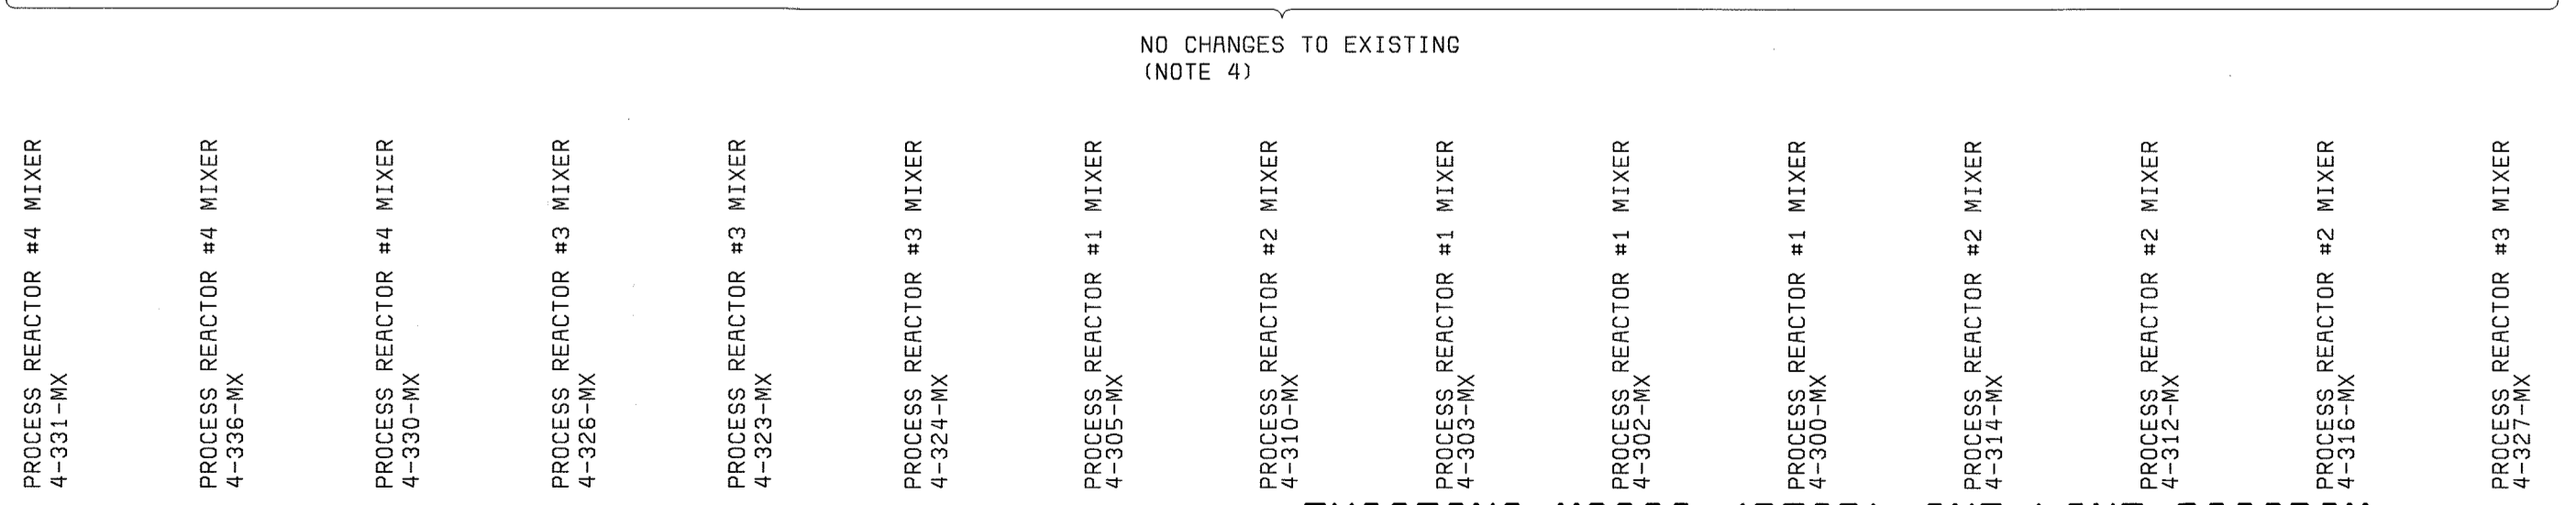 NO CHANGES TO EXISTING
(NOTE 4)
PROCESS REACTOR #4 MIXER
4-331-MX
PROCESS REACTOR #4 MIXER
4-336-MX
PROCESS REACTOR #4 MIXER
4-330-MX
PROCESS REACTOR #3 MIXER
4-326-MX
PROCESS REACTOR #3 MIXER
4-323-MX
PROCESS REACTOR #3 MIXER
4-324-MX
PROCESS REACTOR #1 MIXER
4-305-MX
PROCESS REACTOR #2 MIXER
4-310-MX
PROCESS REACTOR #1 MIXER
4-303-MX
PROCESS REACTOR #1 MIXER
4-302-MX
PROCESS REACTOR #1 MIXER
4-300-MX
PROCESS REACTOR #2 MIXER
4-314-MX
PROCESS REACTOR #2 MIXER
4-312-MX
PROCESS REACTOR #2 MIXER
4-316-MX
PROCESS REACTOR #3 MIXER
4-327-MX